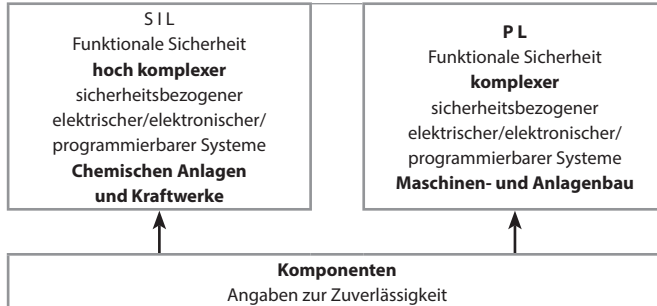 S I L
Funktionale Sicherheit
hoch komplexer
sicherheitsbezogener
elektrischer/elektronischer/
programmierbarer Systeme
Chemischen Anlagen
und Kraftwerke
P L
Funktionale Sicherheit
komplexer
sicherheitsbezogener
elektrischer/elektronischer/
programmierbarer Systeme
Maschinen- und Anlagenbau
Komponenten
Angaben zur Zuverlässigkeit